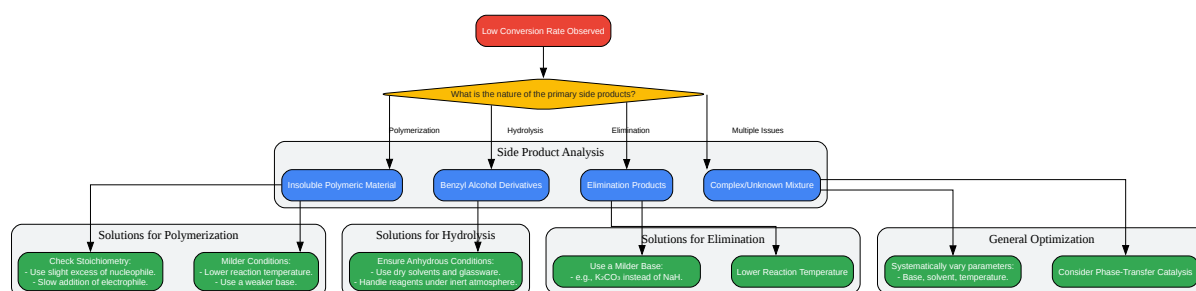 Low Conversion Rate Observed
What is the nature of the primary side products?
Polymerization
Hydrolysis
Elimination
Multiple Issues
Side Product Analysis
Insoluble Polymeric Material
Benzyl Alcohol Derivatives
Elimination Products
Complex/Unknown Mixture
Solutions for Polymerization
Check Stoichiometry:
- Use slight excess of nucleophile.
- Slow addition of electrophile.
Milder Conditions:
- Lower reaction temperature.
- Use a weaker base.
Solutions for Hydrolysis
Ensure Anhydrous Conditions:
- Use dry solvents and glassware.
- Handle reagents under inert atmosphere.
Solutions for Elimination
Use a Milder Base:
- e.g., K₂CO₃ instead of NaH.
Lower Reaction Temperature
General Optimization
Systematically vary parameters:
- Base, solvent, temperature.
Consider Phase-Transfer Catalysis